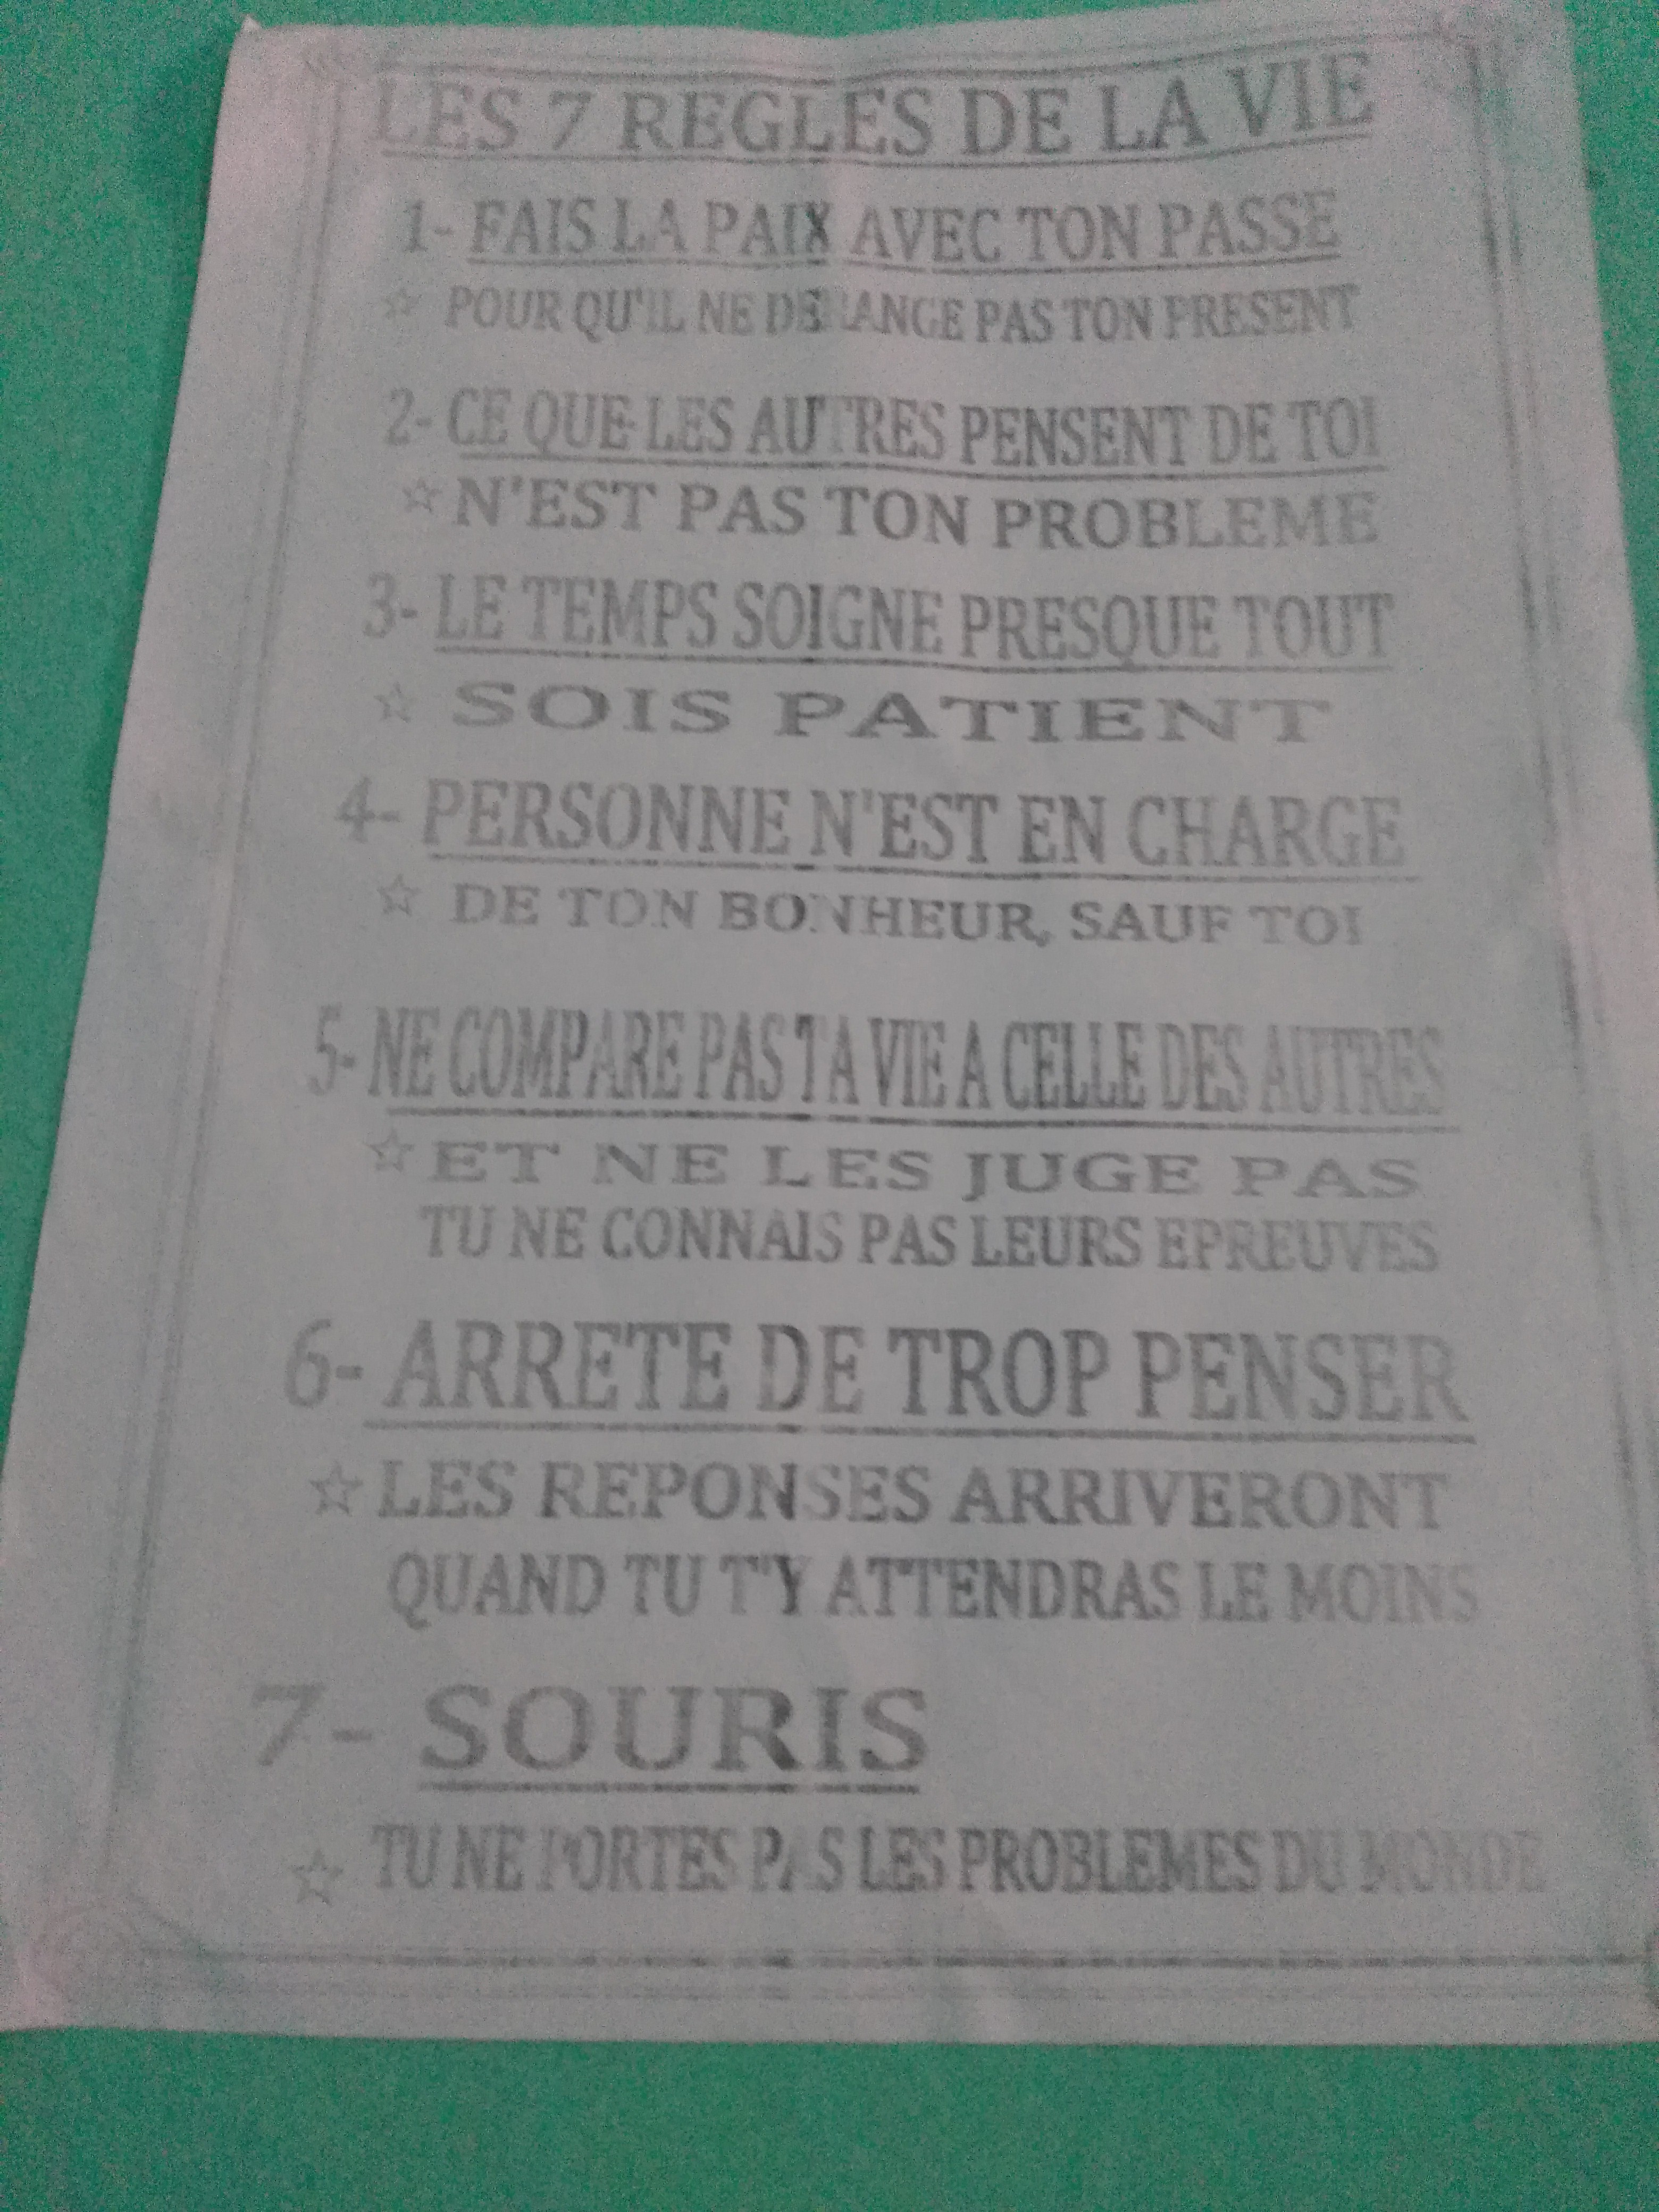 LES 7 REGLES DE LA VIE
1- FAIS LA PAIX AVEC TON PASSE
☆ POUR QU'IL NE DERANGE PAS TON PRESENT
2- CE QUE LES AUTRES PENSENT DE TOI
☆ N'EST PAS TON PROBLEME
3- LE TEMPS SOIGNE PRESQUE TOUT
☆ SOIS PATIENT
4- PERSONNE N'EST EN CHARGE
☆ DE TON BONHEUR, SAUF TOI
5- NE COMPARE PAS TA VIE A CELLE DES AUTRES
☆ ET NE LES JUGE PAS
TU NE CONNAIS PAS LEURS EPREUVES
6- ARRETE DE TROP PENSER
☆ LES REPONSES ARRIVERONT
QUAND TU T'Y ATTENDRAS LE MOINS
7- SOURIS
☆ TU NE PORTES PAS LES PROBLEMES DU MONDE